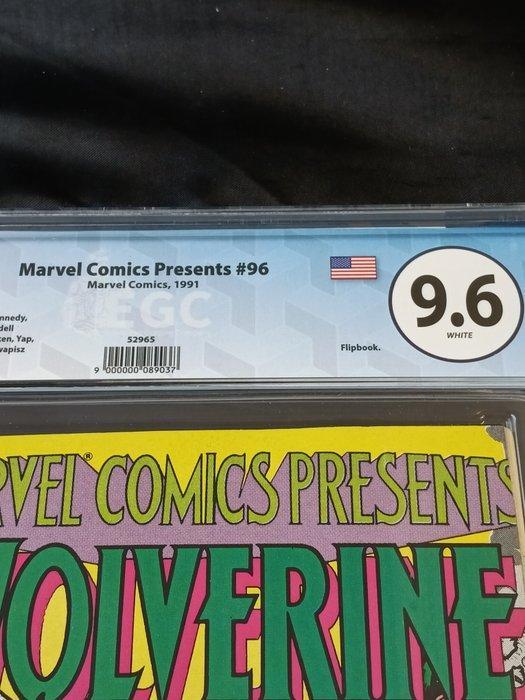 Marvel Comics Presents #96
Marvel Comics, 1991
EGC
52965
9 000000 089037
Flipbook.
9.6
WHITE
MARVEL® COMICS PRESENTS
WOLVERINE